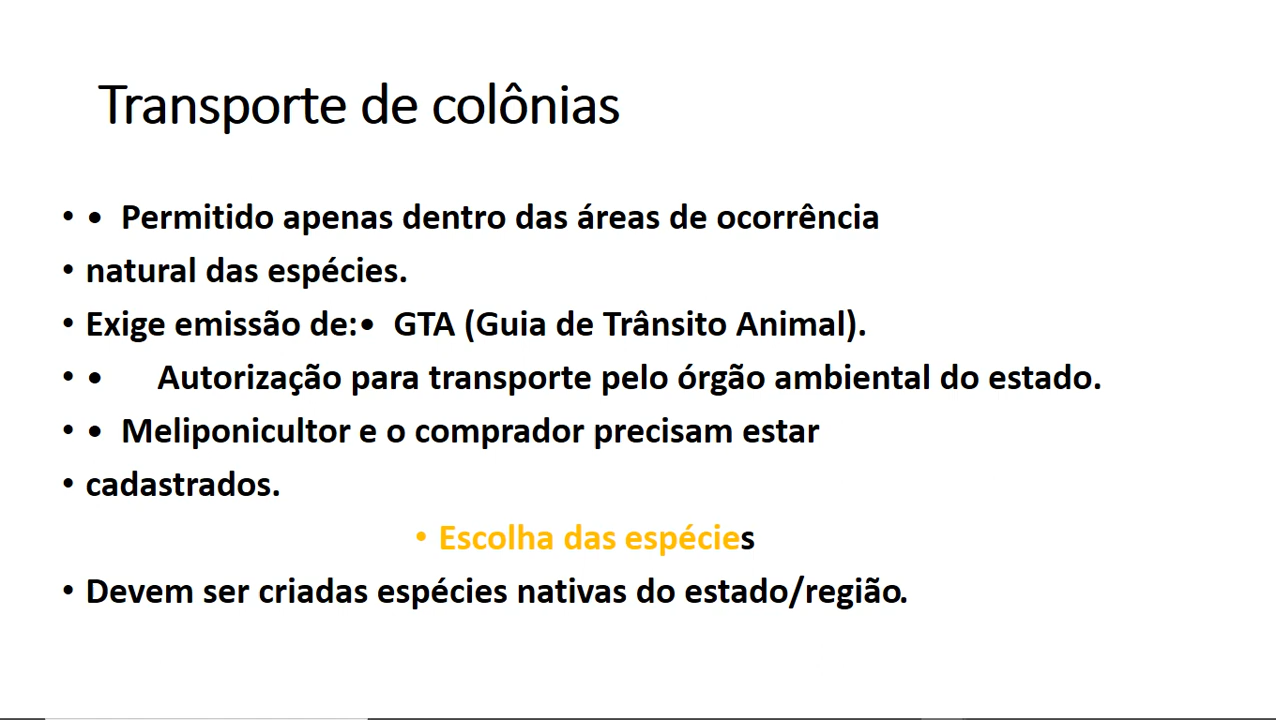 Transporte de colônias
• • Permitido apenas dentro das áreas de ocorrência
• natural das espécies.
• Exige emissão de:• GTA (Guia de Trânsito Animal).
• • Autorização para transporte pelo órgão ambiental do estado.
• • Meliponicultor e o comprador precisam estar
• cadastrados.
• Escolha das espécies
• Devem ser criadas espécies nativas do estado/região.